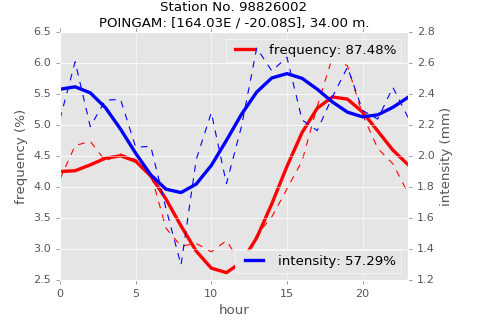 Station No. 98826002
POINGAM: [164.03E / -20.08S], 34.00 m.
frequency: 87.48%
intensity: 57.29%
frequency (%)
6.5
6.0
5.5
5.0
4.5
4.0
3.5
3.0
2.5
intensity (mm)
2.8
2.6
2.4
2.2
2.0
1.8
1.6
1.4
1.2
0 5 10 15 20
hour